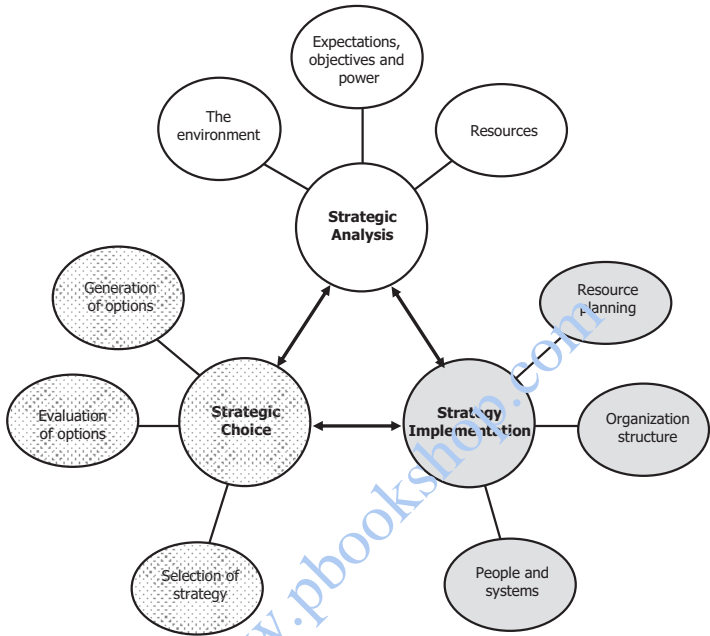 Expectations,
objectives and
power
The
environment
Resources
Strategic
Analysis
Generation
of options
Resource
planning
Evaluation
of options
Strategic
Choice
Strategy
Implementation
Organization
structure
Selection of
strategy
People and
systems
www.pbookshop.com